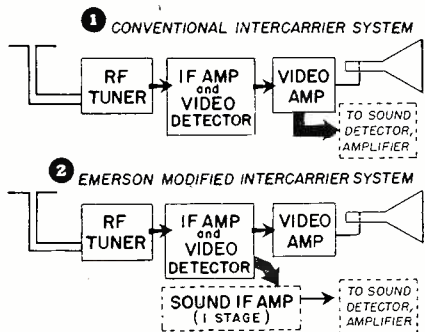 1 CONVENTIONAL INTERCARRIER SYSTEM
RF
TUNER
IF AMP
and
VIDEO
DETECTOR
VIDEO
AMP
TO SOUND
DETECTOR,
AMPLIFIER
2 EMERSON MODIFIED INTERCARRIER SYSTEM
RF
TUNER
IF AMP
and
VIDEO
DETECTOR
VIDEO
AMP
SOUND IF AMP
(1 STAGE)
TO SOUND
DETECTOR,
AMPLIFIER